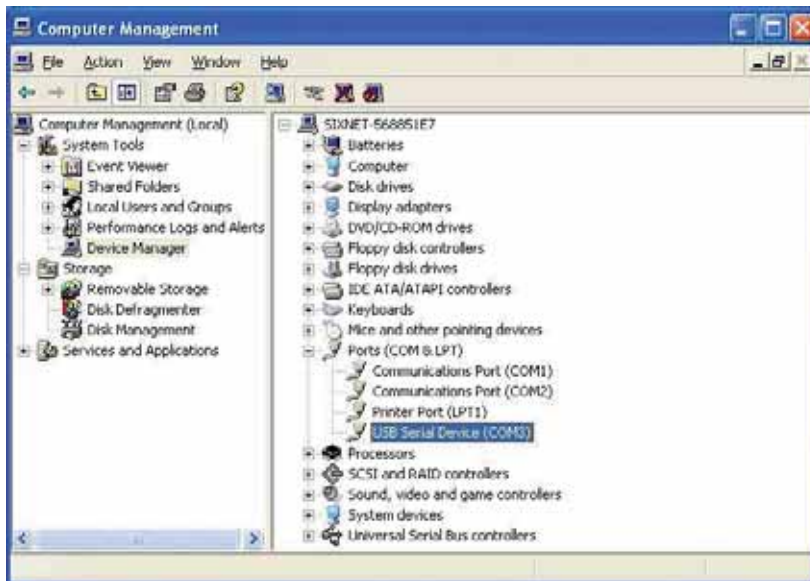 Computer Management
File Action View Window Help
Computer Management (Local)
System Tools
Event Viewer
Shared Folders
Local Users and Groups
Performance Logs and Alerts
Device Manager
Storage
Removable Storage
Disk Defragmenter
Disk Management
Services and Applications
SIXNET-568851E7
Batteries
Computer
Disk drives
Display adapters
DVD/CD-ROM drives
Floppy disk controllers
Floppy disk drives
IDE ATA/ATAPI controllers
Keyboards
Mice and other pointing devices
Ports (COM & LPT)
Communications Port (COM1)
Communications Port (COM2)
Printer Port (LPT1)
USB Serial Device (COM3)
Processors
SCSI and RAID controllers
Sound, video and game controllers
System devices
Universal Serial Bus controllers